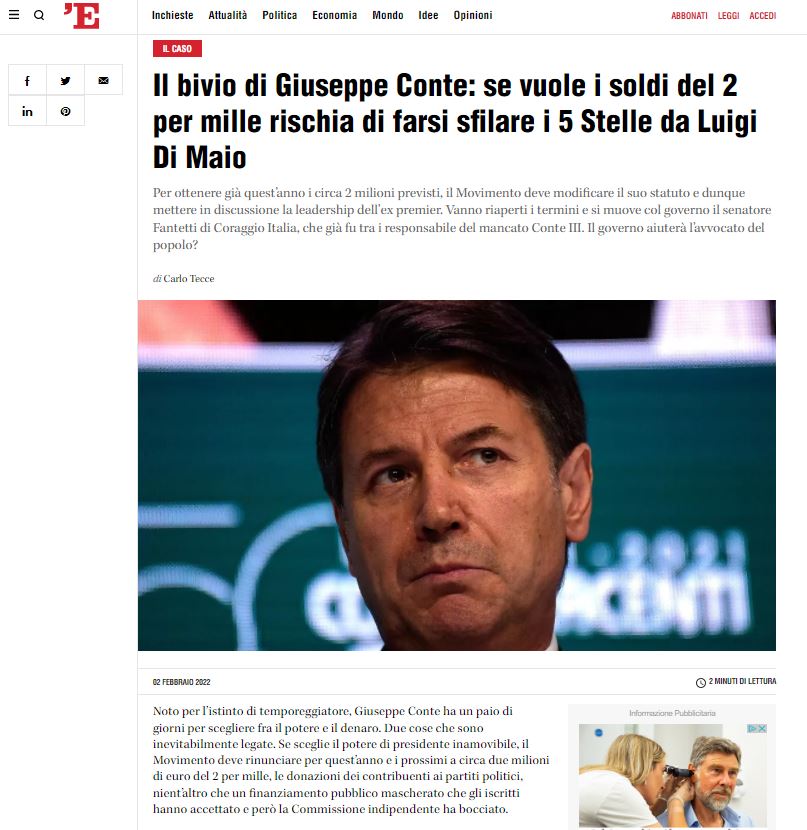 'E
Inchieste Attualità Politica Economia Mondo Idee Opinioni
ABBONATI LEGGI ACCEDI
IL CASO
Il bivio di Giuseppe Conte: se vuole i soldi del 2
per mille rischia di farsi sfilare i 5 Stelle da Luigi
Di Maio
Per ottenere già quest'anno i circa 2 milioni previsti, il Movimento deve modificare il suo statuto e dunque
mettere in discussione la leadership dell'ex premier. Vanno riaperti i termini e si muove col governo il senatore
Fantetti di Coraggio Italia, che già fu tra i responsabile del mancato Conte III. Il governo aiuterà l'avvocato del
popolo?
di Carlo Tecce
2021
02 FEBBRAIO 2022
2 MINUTI DI LETTURA
Noto per l'istinto di temporeggiatore, Giuseppe Conte ha un paio di
giorni per scegliere fra il potere e il denaro. Due cose che sono
inevitabilmente legate. Se sceglie il potere di presidente inamovibile, il
Movimento deve rinunciare per quest'anno e i prossimi a circa due milioni
di euro del 2 per mille, le donazioni dei contribuenti ai partiti politici,
nient'altro che un finanziamento pubblico mascherato che gli iscritti
hanno accettato e però la Commissione indipendente ha bocciato.
Informazione Pubblicitaria